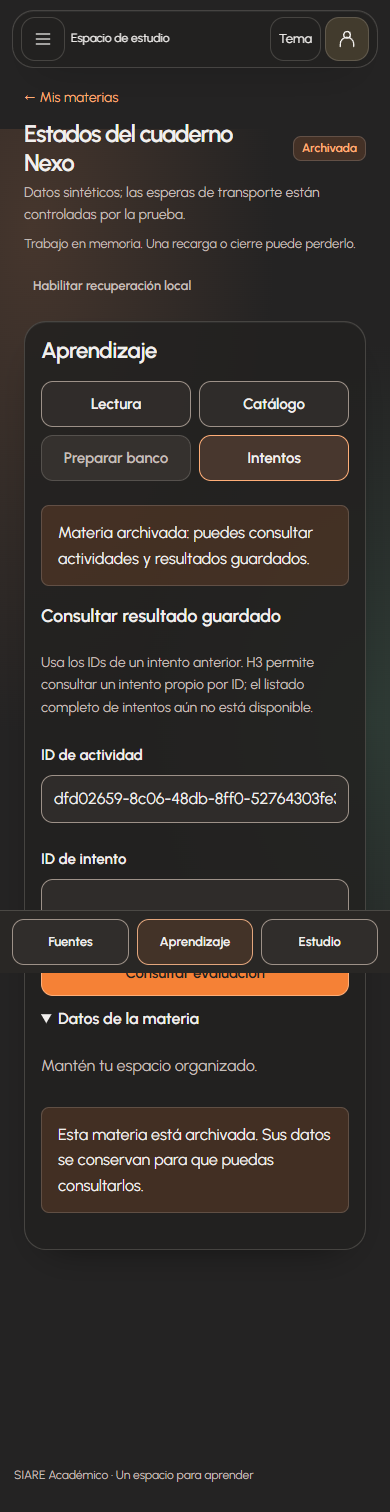 Espacio de estudio
Tema
← Mis materias
Estados del cuaderno
Nexo
Archivada
Datos sintéticos; las esperas de transporte están
controladas por la prueba.
Trabajo en memoria. Una recarga o cierre puede perderlo.
Habilitar recuperación local
Aprendizaje
Lectura
Catálogo
Preparar banco
Intentos
Materia archivada: puedes consultar
actividades y resultados guardados.
Consultar resultado guardado
Usa los IDs de un intento anterior. H3 permite
consultar un intento propio por ID; el listado
completo de intentos aún no está disponible.
ID de actividad
dfd02659-8c06-48db-8ff0-52764303fe
ID de intento
Fuentes
Aprendizaje
Estudio
Consultar evaluación
▼ Datos de la materia
Mantén tu espacio organizado.
Esta materia está archivada. Sus datos
se conservan para que puedas
consultarlos.
SIARE Académico · Un espacio para aprender